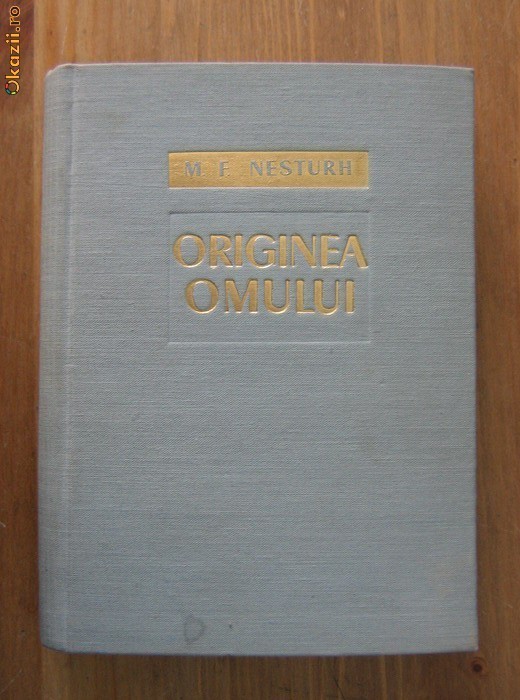 Okazii.ro
M. F. NESTURH
ORIGINEA
OMULUI